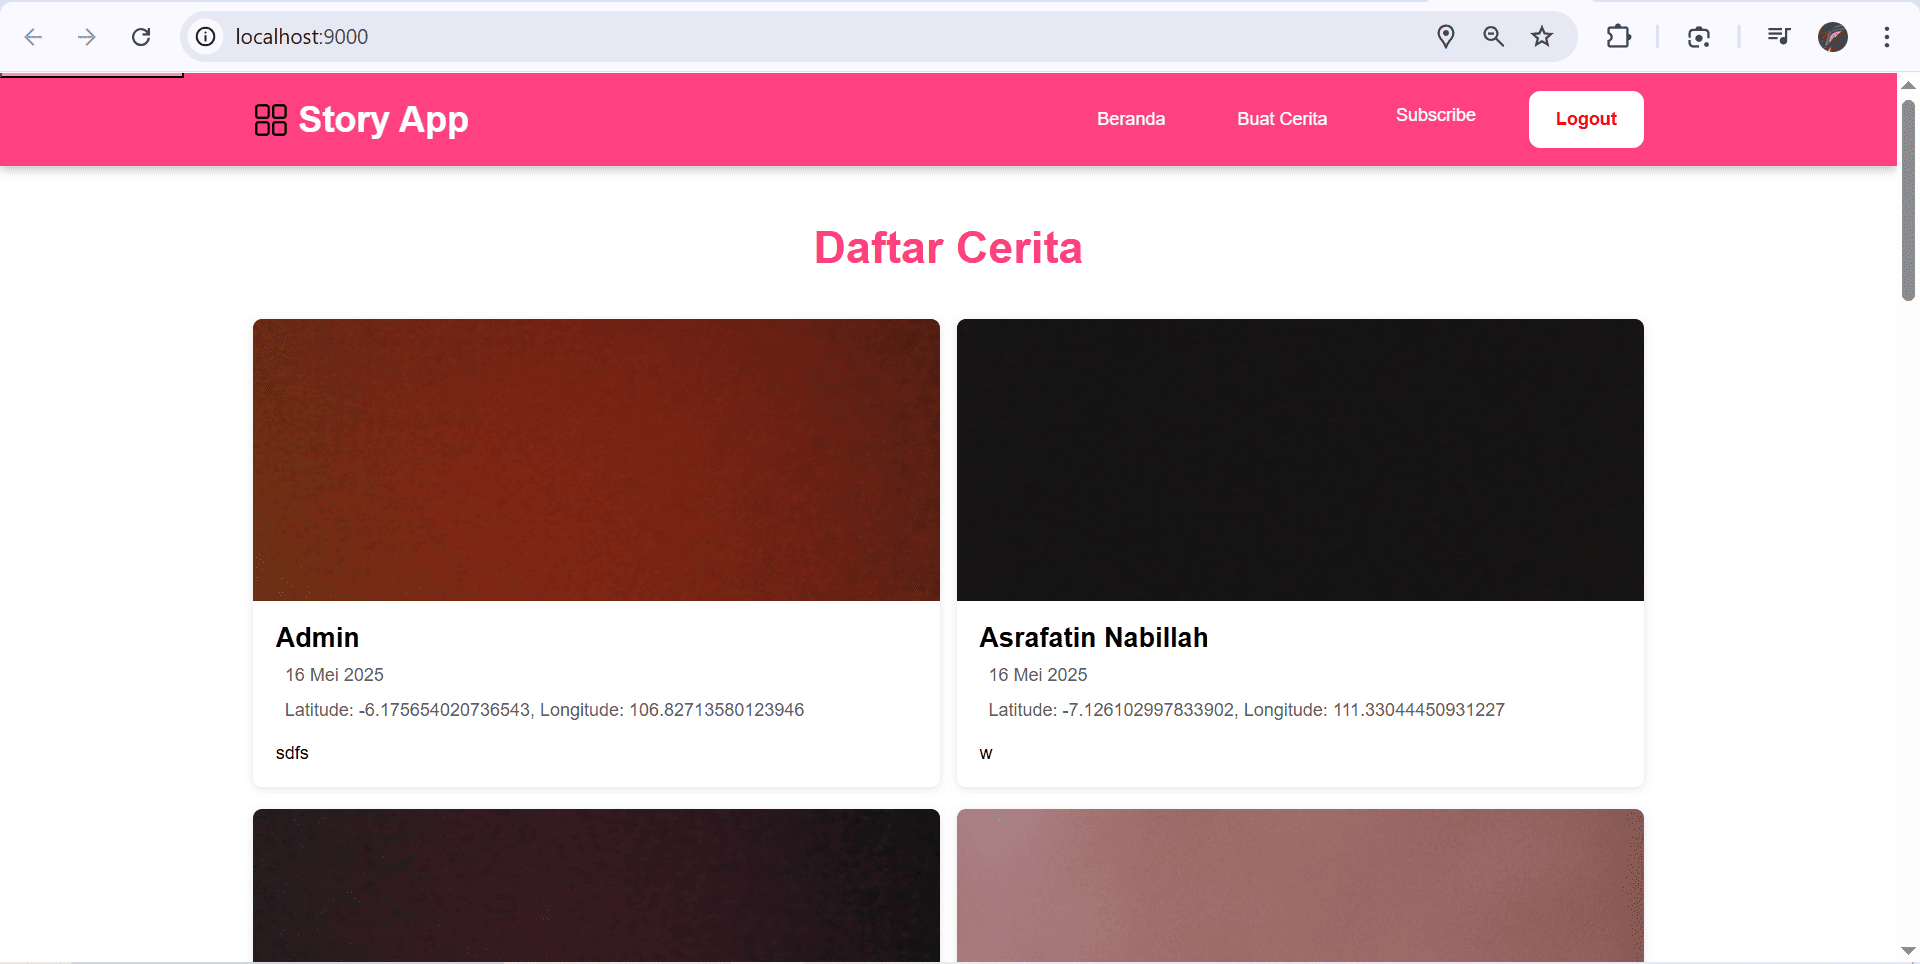 localhost:9000
Story App
Beranda
Buat Cerita
Subscribe
Logout
Daftar Cerita
Admin
16 Mei 2025
Latitude: -6.175654020736543, Longitude: 106.82713580123946
sdfs
Asrafatin Nabillah
16 Mei 2025
Latitude: -7.126102997833902, Longitude: 111.33044450931227
w